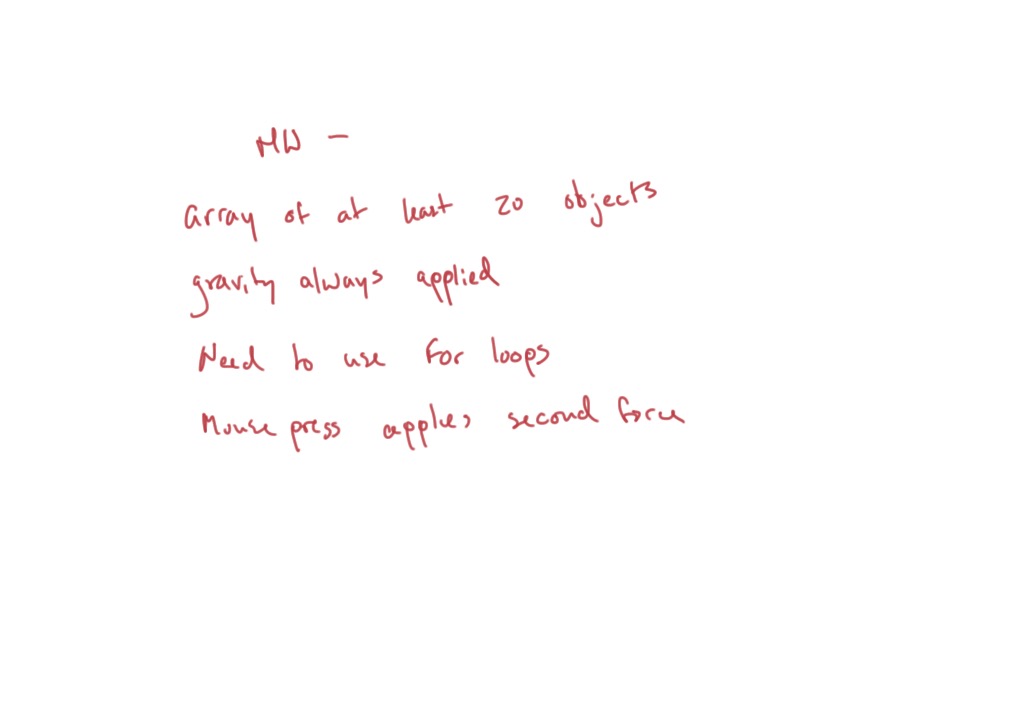 HW -
array of at least 20 objects
gravity always applied
Need to use for loops
Mouse press applies second force